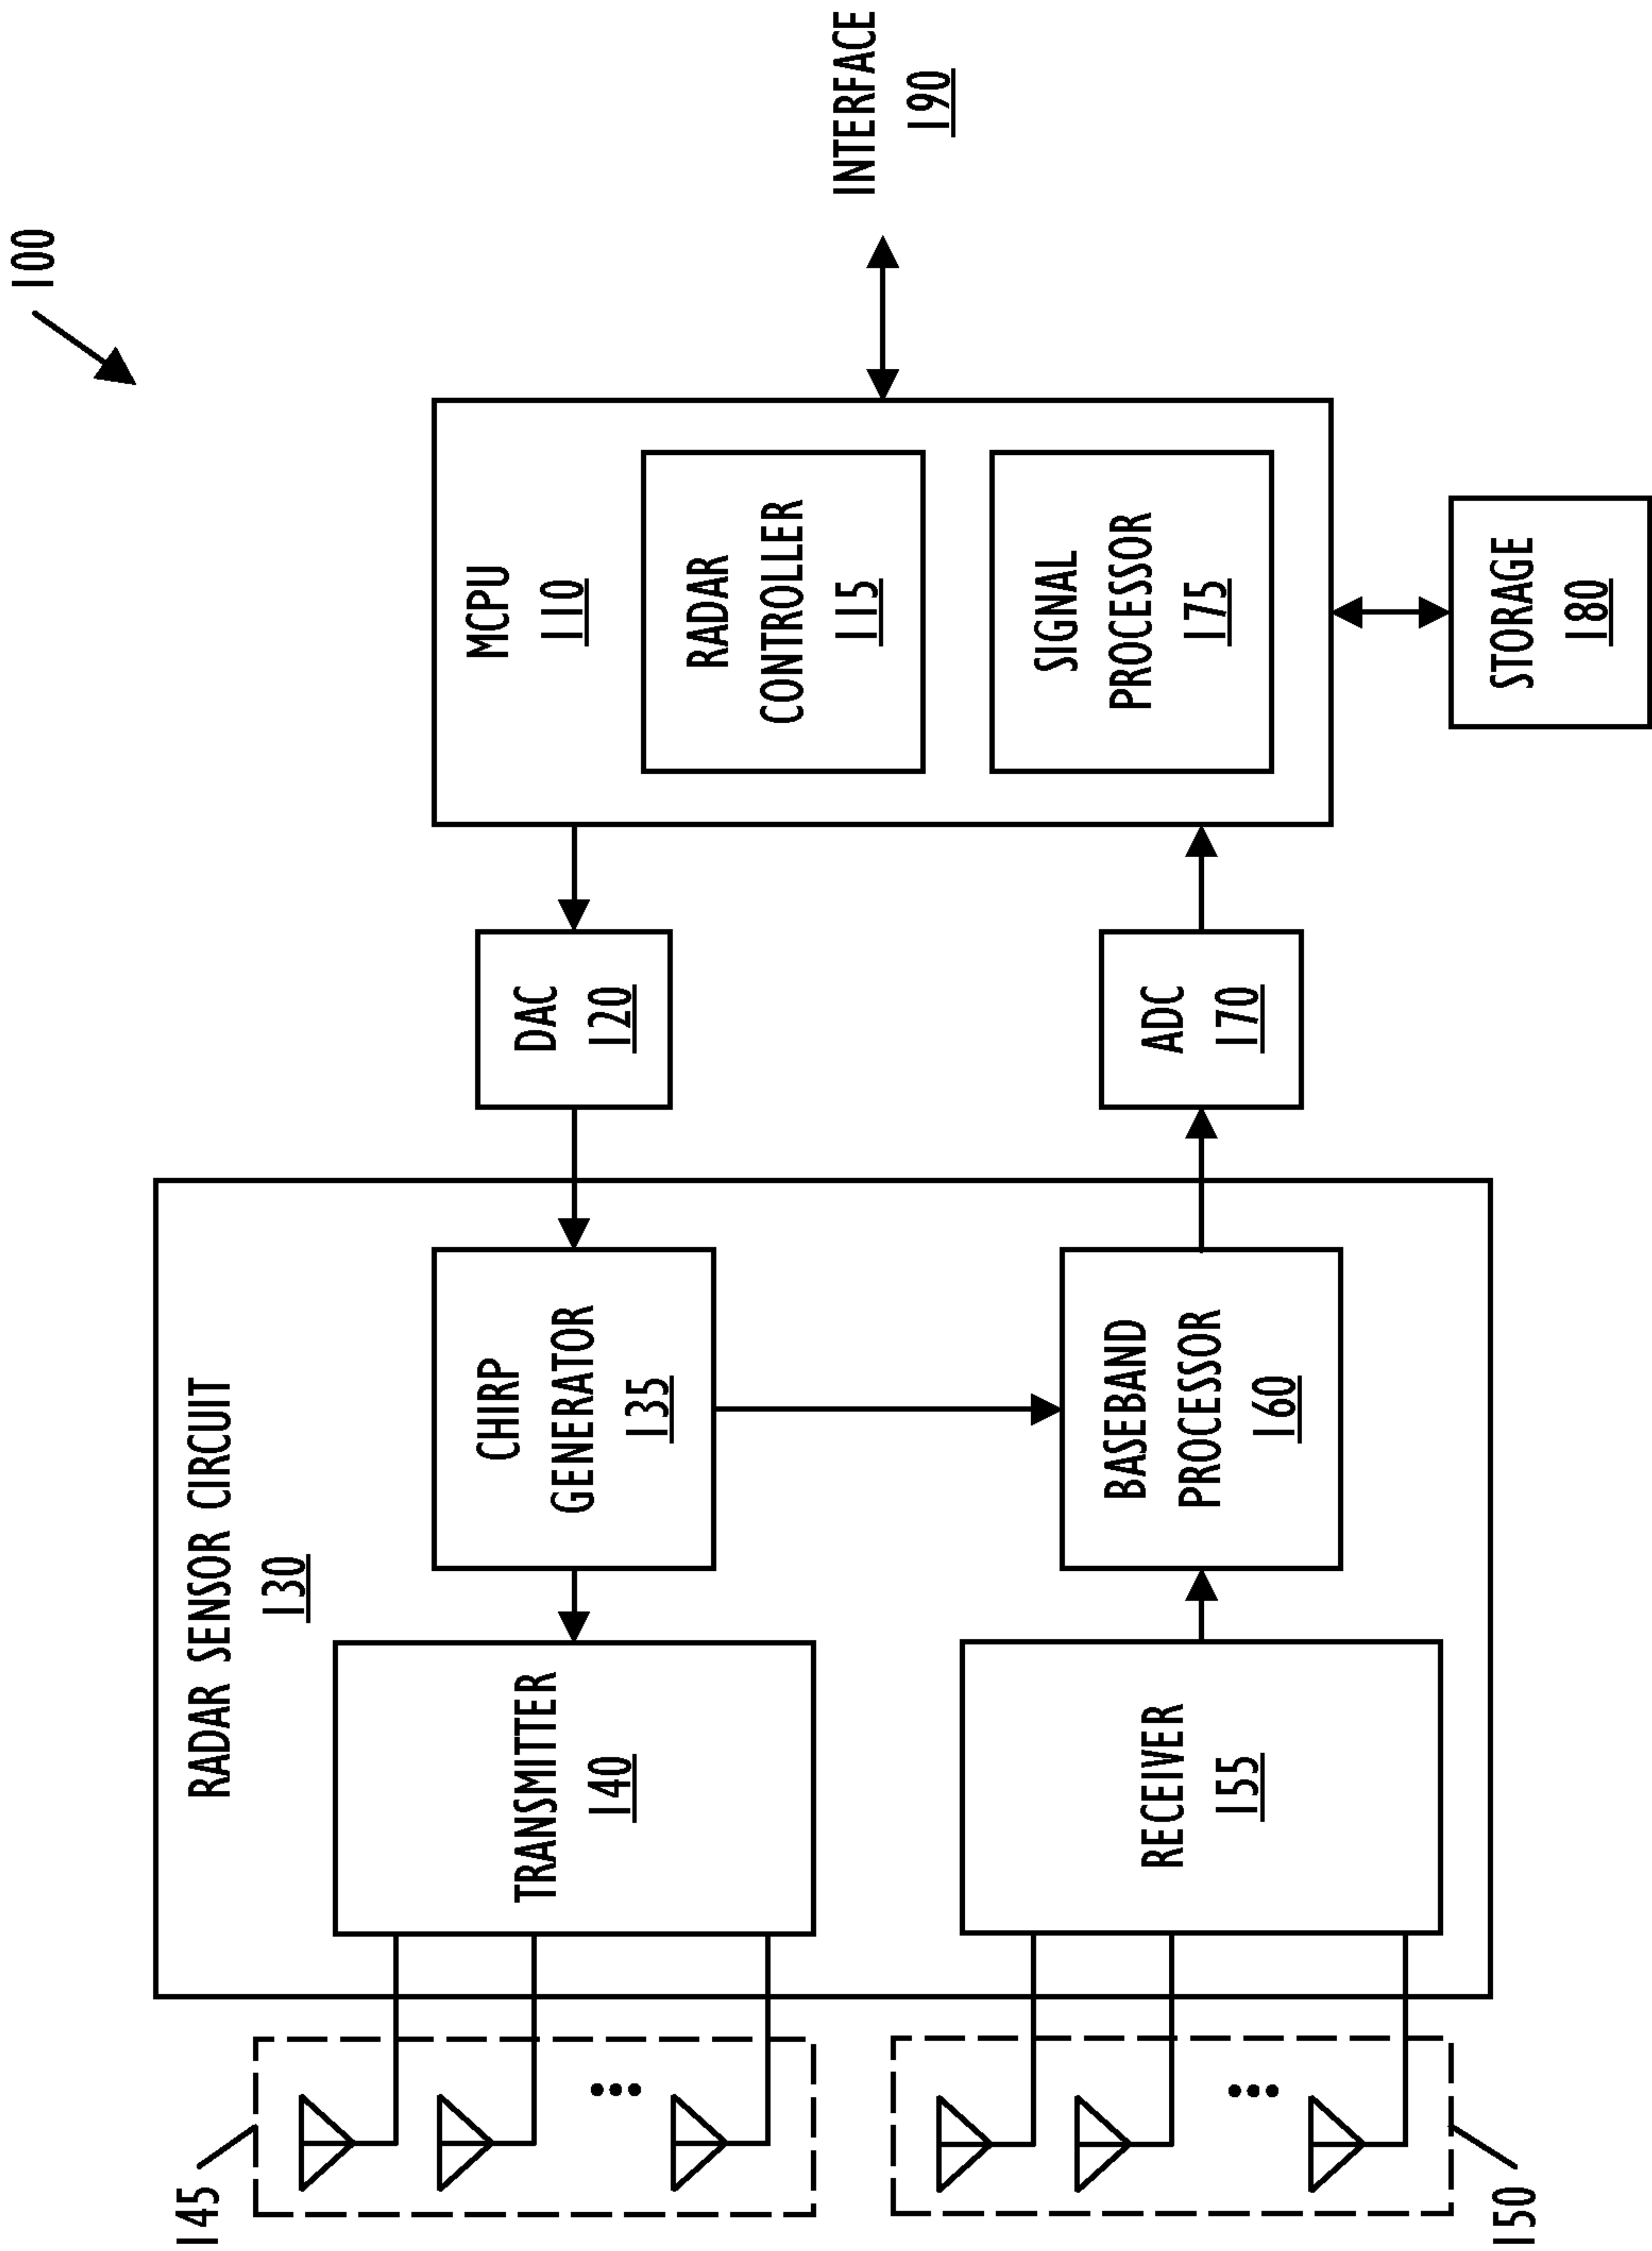 100
RADAR SENSOR CIRCUIT
130
145
TRANSMITTER
140
CHIRP
GENERATOR
135
DAC
120
MCPU
110
RADAR
CONTROLLER
115
INTERFACE
190
150
RECEIVER
155
BASEBAND
PROCESSOR
160
ADC
170
SIGNAL
PROCESSOR
175
STORAGE
180